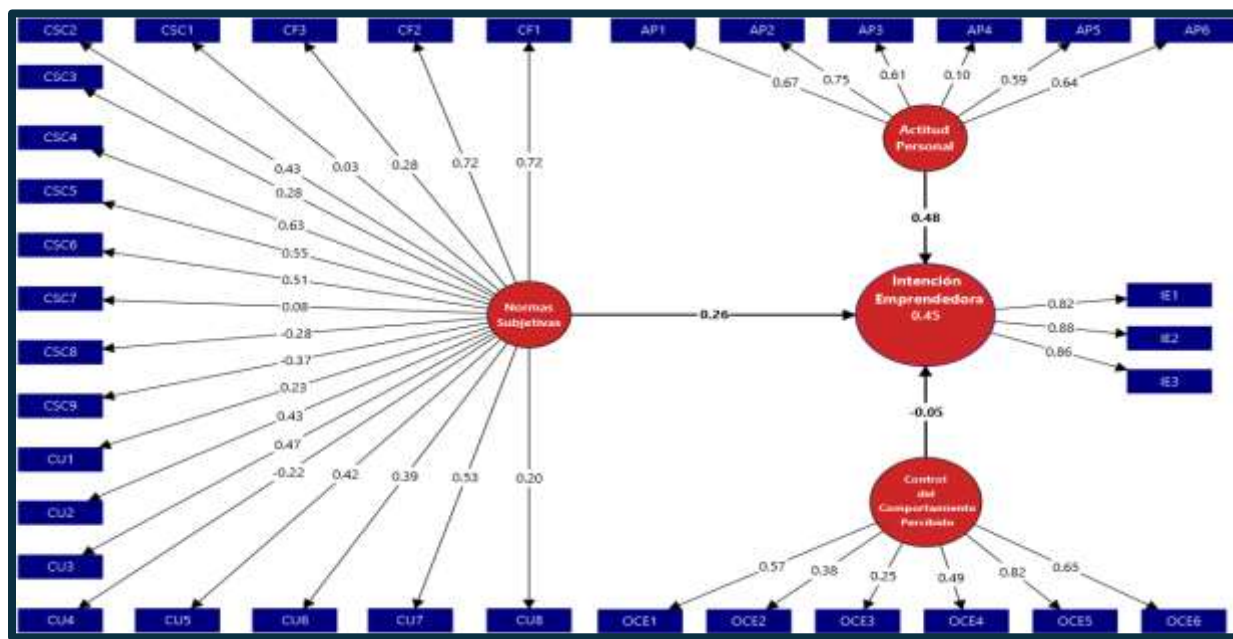 CSC2 CSC1 CF3 CF2 CF1 AP1 AP2 AP3 AP4 AP5 AP6
CSC3
CSC4
CSC5
CSC6
CSC7
CSC8
CSC9
CU1
CU2
CU3
CU4 CU5 CU6 CU7 CU8 OCE1 OCE2 OCE3 OCE4 OCE5 OCE6
0.43
0.28
0.03
0.28
0.72
0.72
0.63
0.55
0.51
0.08
-0.28
-0.37
0.23
0.43
0.47
-0.22
0.42
0.39
0.53
0.20
Normas
Subjetivas
0.26
0.67
0.75
0.61
0.10
0.59
0.64
Actitud
Personal
0.48
Intención
Emprendedora
0.45
0.82
0.88
0.86
IE1
IE2
IE3
-0.05
Control
del
Comportamiento
Percibido
0.57
0.38
0.25
0.49
0.82
0.65